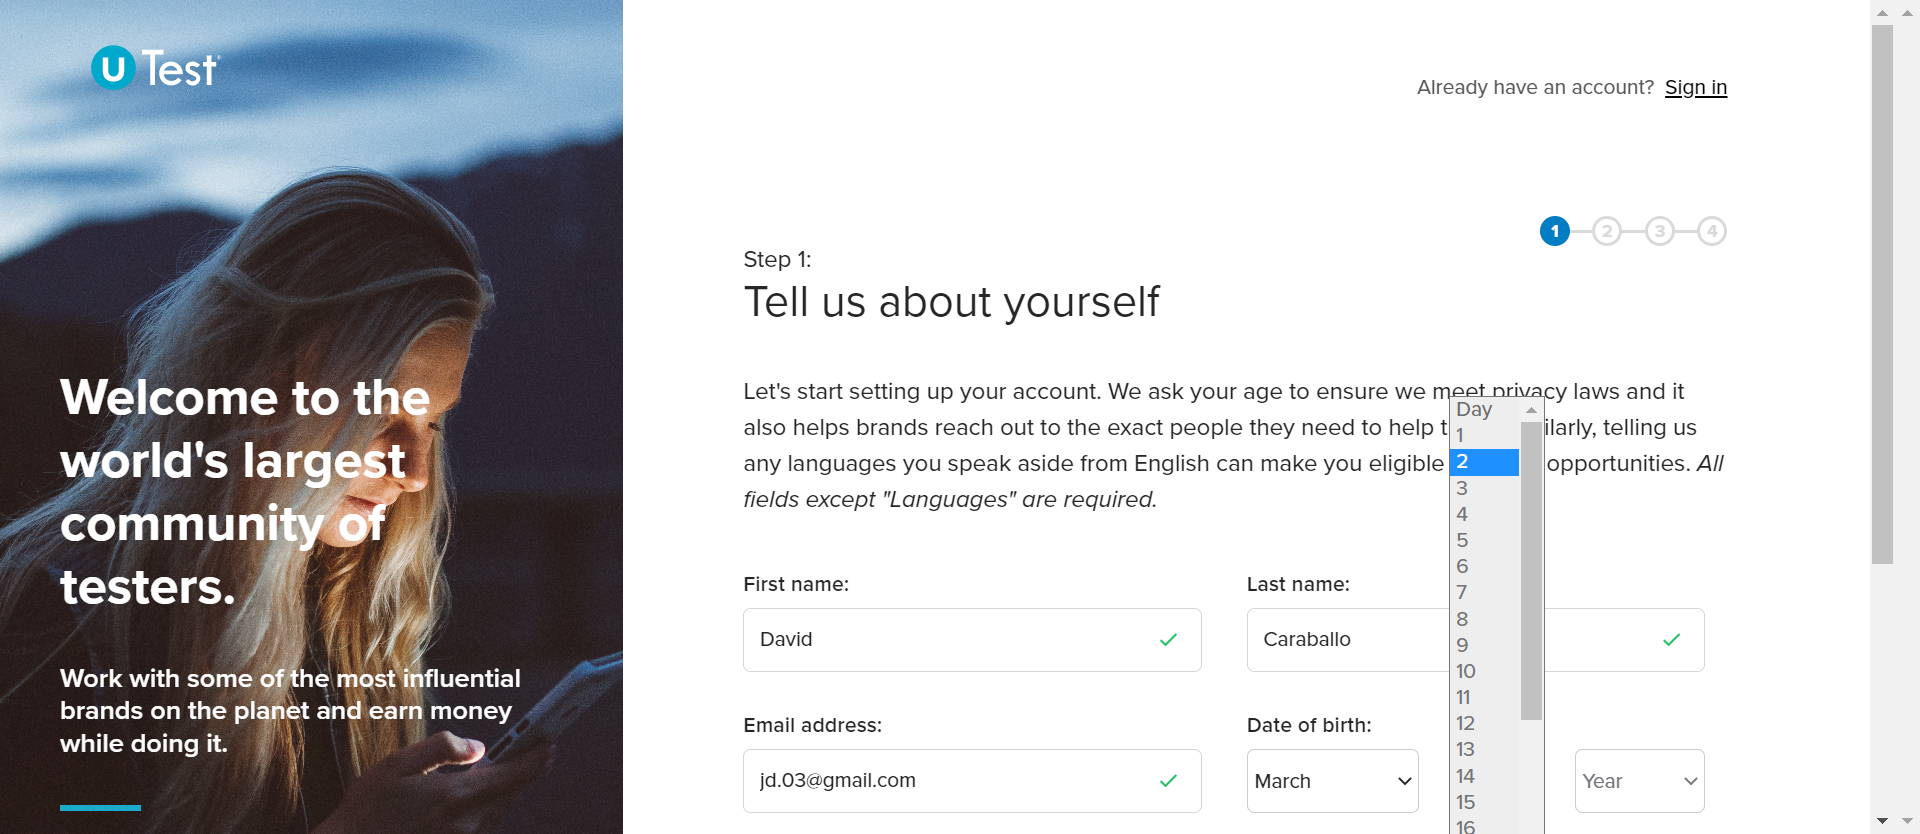 uTest
Already have an account? Sign in
1 2 3 4
Step 1:
Tell us about yourself
Let's start setting up your account. We ask your age to ensure we meet privacy laws and it
also helps brands reach out to the exact people they need to help ilarly, telling us
any languages you speak aside from English can make you eligible opportunities. All
fields except "Languages" are required.
Welcome to the
world's largest
community of
testers.
Work with some of the most influential
brands on the planet and earn money
while doing it.
First name:
David
Last name:
Caraballo
Email address:
jd.03@gmail.com
Date of birth:
March
Day
1
2
3
4
5
6
7
8
9
10
11
12
13
14
15
16
Year